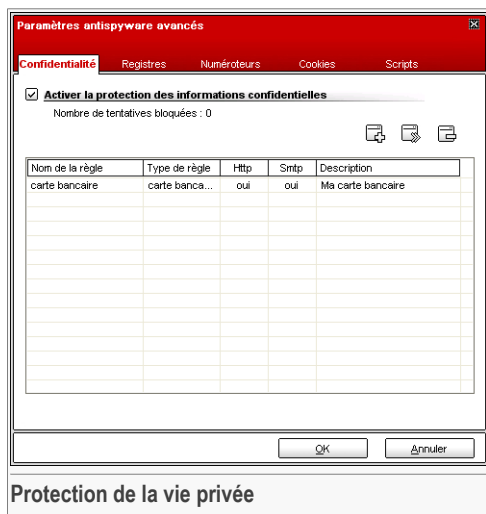 Paramètres antispyware avancés
Confidentialité Registres Numéroteurs Cookies Scripts
Activer la protection des informations confidentielles
Nombre de tentatives bloquées : 0
Nom de la règle Type de règle Http Smtp Description
carte bancaire carte banca... oui oui Ma carte bancaire
OK Annuler
Protection de la vie privée